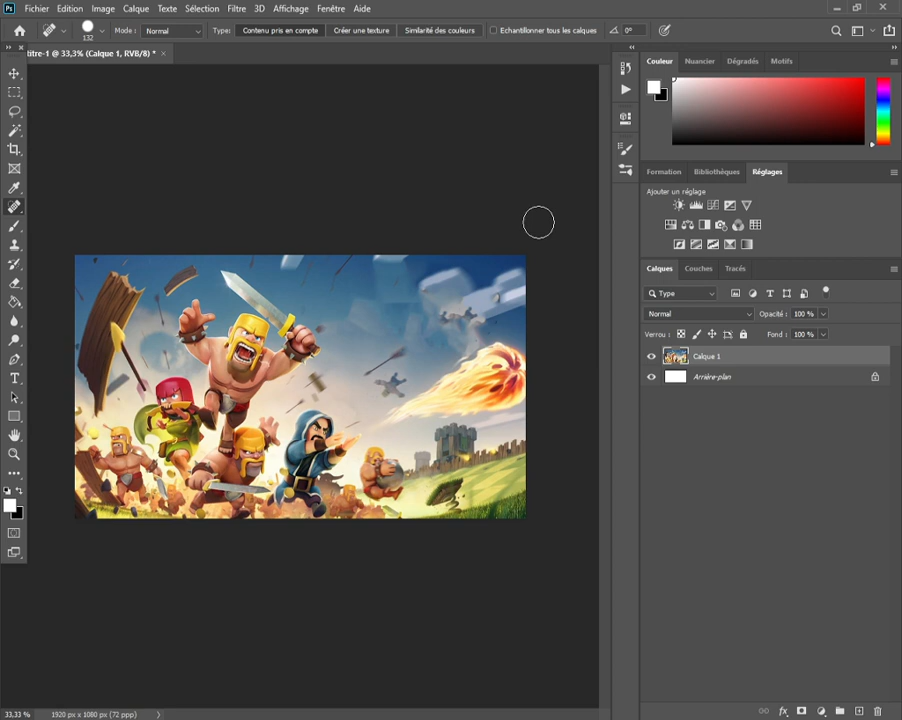 Ps Fichier Edition Image Calque Texte Sélection Filtre 3D Affichage Fenêtre Aide
132 Mode : Normal Type : Contenu pris en compte Créer une texture Similarité des couleurs Echantillonner tous les calques 0°
titre-1 @ 33,3% (Calque 1, RVB/8) *
Couleur Nuancier Dégradés Motifs
Formation Bibliothèques Réglages
Ajouter un réglage
Calques Couches Tracés
Type
Normal Opacité : 100 %
Verrou : Fond : 100 %
Calque 1
Arrière-plan
33,33 % 1920 px x 1080 px (72 ppp)